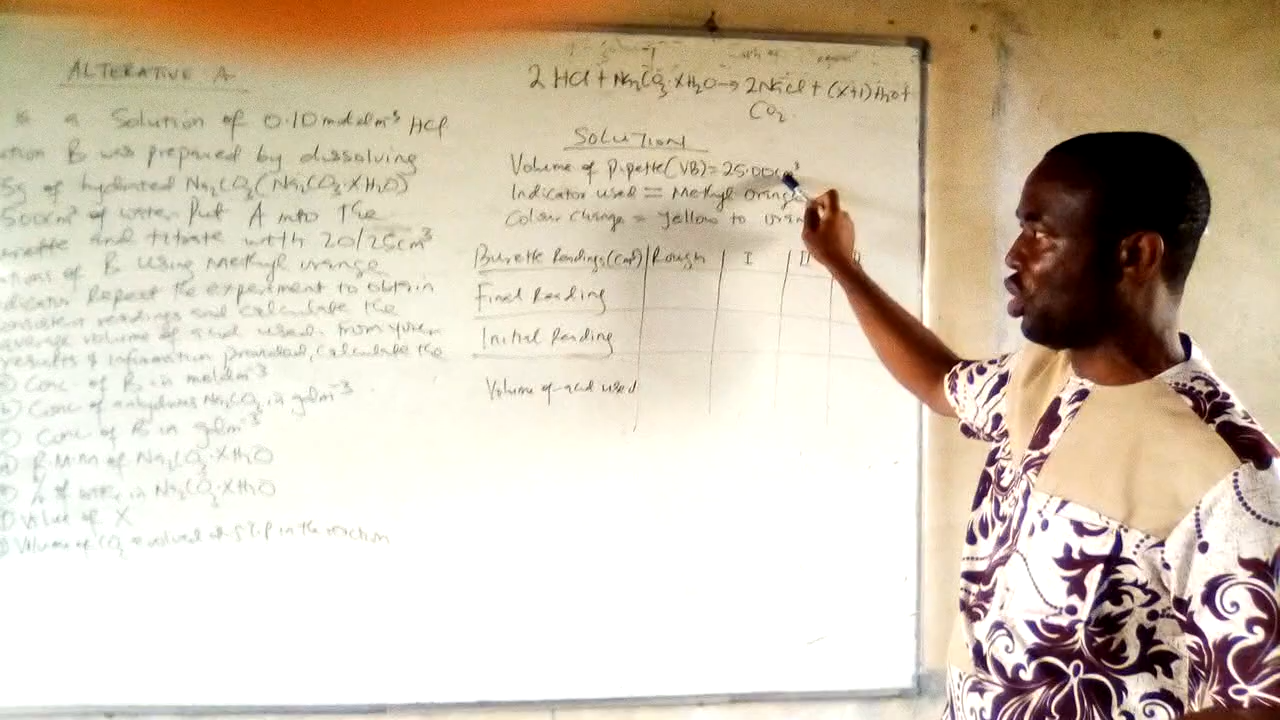 ALTERATIVE A
is a Solution of 0.10 moldm⁻³ HCl
B was prepared by dissolving
5g of hydrated Na₂CO₃ (Na₂CO₃.XH₂O)
500cm³ of water Put A into the
and titrate with 20/25cm³
of B using methyl orange
Repeat the experiment to obtain
readings and calculate the
average volume of acid used. From your
results & information provided, calculate the
Conc of B in moldm⁻³
b) Conc of anhydrous Na₂CO₃ in gdm⁻³
Conc of B in gdm⁻³
of Na₂CO₃.XH₂O
% of water in Na₂CO₃.XH₂O
Value of X
Volume of CO₂ evolved at S.T.P in the reaction
2HCl + Na₂CO₃.XH₂O → 2NaCl + (X+1)H₂O +
CO₂
SOLUTION
Volume of Pipette (VB) = 25.00cm³
Indicator used = Methyl orange
Colour change = yellow to
Burette Readings (cm³) Rough I II
Final Reading
Initial Reading
Volume of acid used